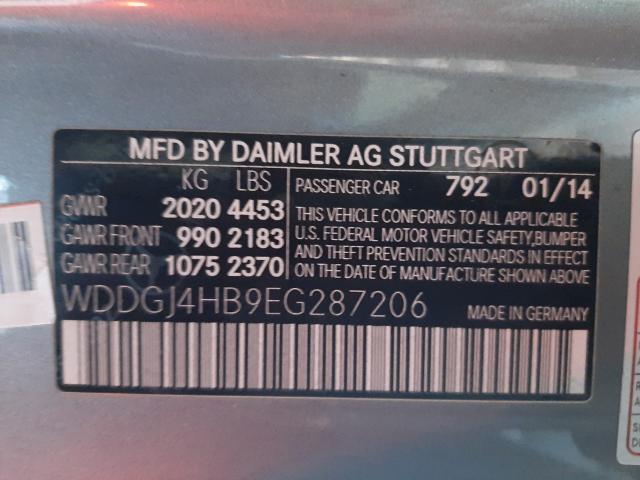 MFD BY DAIMLER AG STUTTGART
KG LBS
GVWR 2020 4453
GAWR FRONT 990 2183
GAWR REAR 1075 2370
PASSENGER CAR 792 01/14
THIS VEHICLE CONFORMS TO ALL APPLICABLE
U.S. FEDERAL MOTOR VEHICLE SAFETY,BUMPER
AND THEFT PREVENTION STANDARDS IN EFFECT
ON THE DATE OF MANUFACTURE SHOWN ABOVE.
WDDGJ4HB9EG287206 MADE IN GERMANY